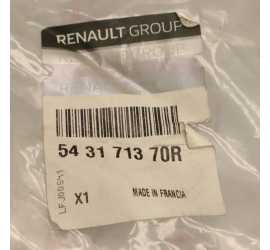 RENAULT GROUP
54 31 713 70R
X1
MADE IN FRANCIA